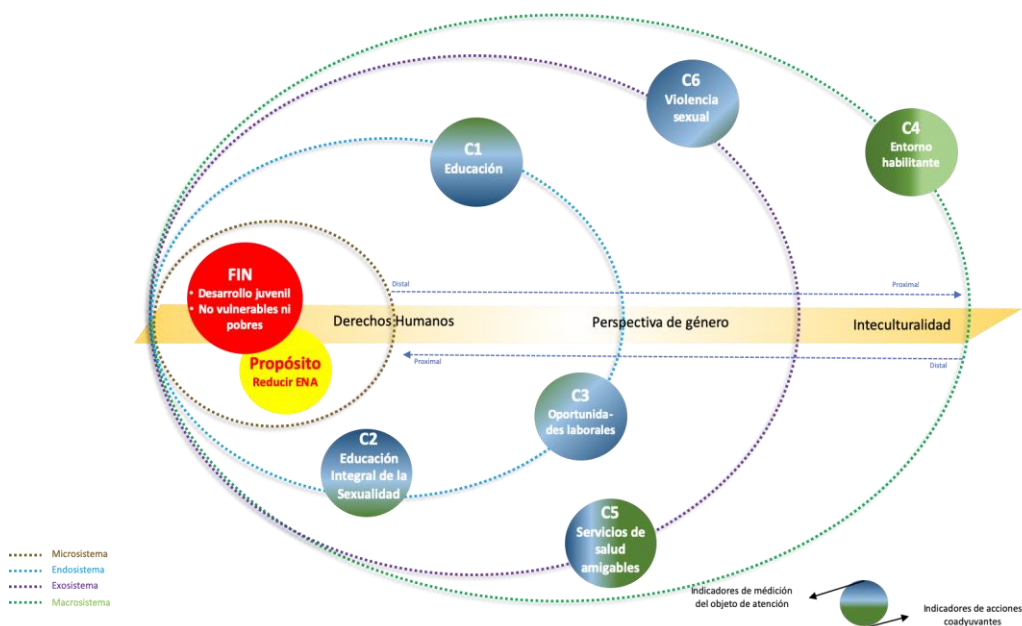 C6
Violencia
sexual
C4
Entorno
habilitante
C1
Educación
FIN
• Desarrollo juvenil
• No vulnerables ni
pobres
Distal
Proximal
Derechos Humanos
Perspectiva de género
Inteculturalidad
Propósito
Reducir ENA
Proximal
Distal
C3
Oportunida-
des laborales
C2
Educación
Integral de la
Sexualidad
C5
Servicios de
salud
amigables
Microsistema
Endosistema
Exosistema
Macrosistema
Indicadores de médición
del objeto de atención
Indicadores de acciones
coadyuvantes